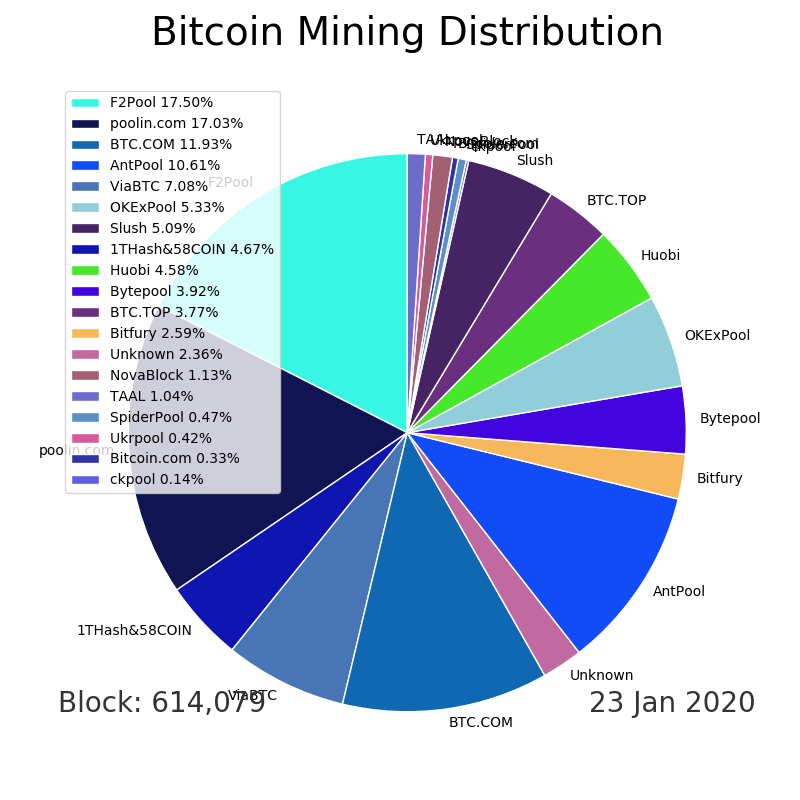 Bitcoin Mining Distribution
F2Pool 17.50%
poolin.com 17.03%
BTC.COM 11.93%
AntPool 10.61%
ViaBTC 7.08%
OKExPool 5.33%
Slush 5.09%
1THash&58COIN 4.67%
Huobi 4.58%
Bytepool 3.92%
BTC.TOP 3.77%
Bitfury 2.59%
Unknown 2.36%
NovaBlock 1.13%
TAAL 1.04%
SpiderPool 0.47%
Ukrpool 0.42%
Bitcoin.com 0.33%
ckpool 0.14%
F2Pool
poolin.com
1THash&58COIN
ViaBTC
BTC.COM
Unknown
AntPool
Bitfury
Bytepool
OKExPool
Huobi
BTC.TOP
Slush
ckpool
TAAL
Block: 614,079
23 Jan 2020